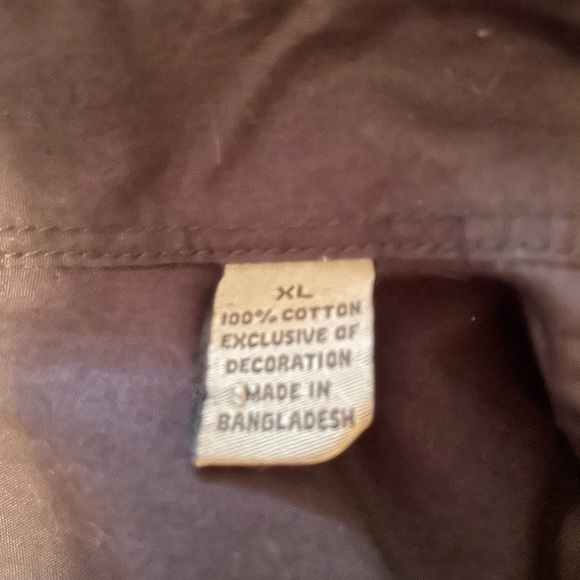 XL
100% COTTON
EXCLUSIVE OF
DECORATION
MADE IN
BANGLADESH